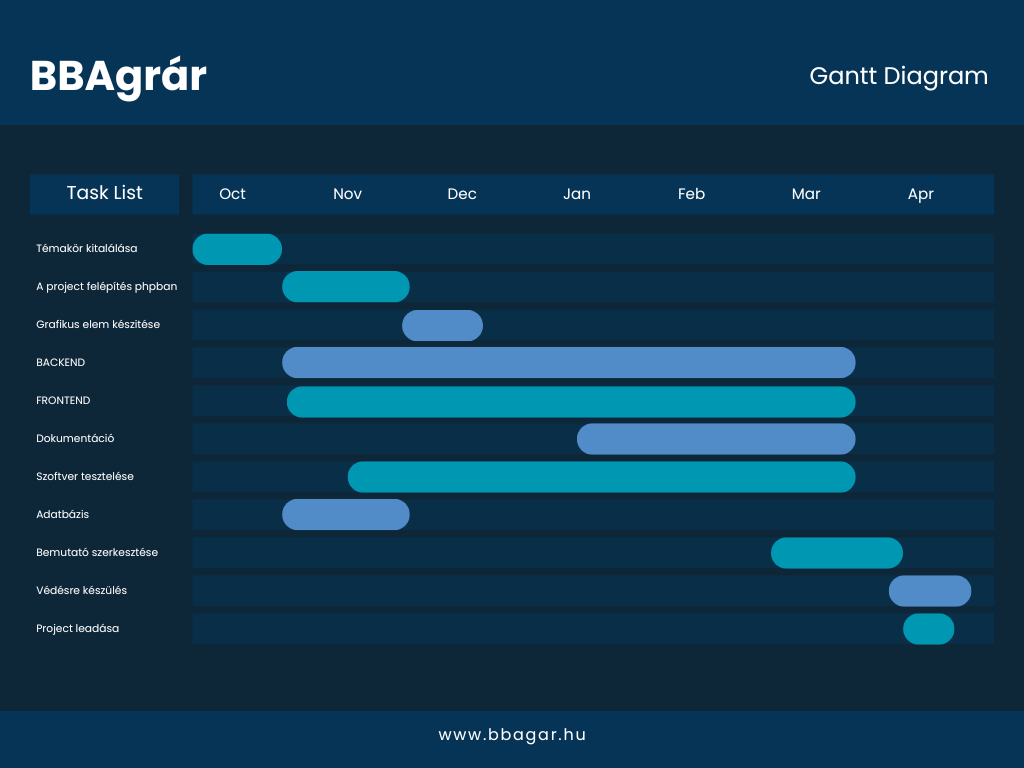 BBAgrár
Gantt Diagram
Task List
Oct Nov Dec Jan Feb Mar Apr
Témakör kitalálása
A project felépítés phpban
Grafikus elem készitése
BACKEND
FRONTEND
Dokumentáció
Szoftver tesztelése
Adatbázis
Bemutató szerkesztése
Védésre készülés
Project leadása
www.bbagar.hu